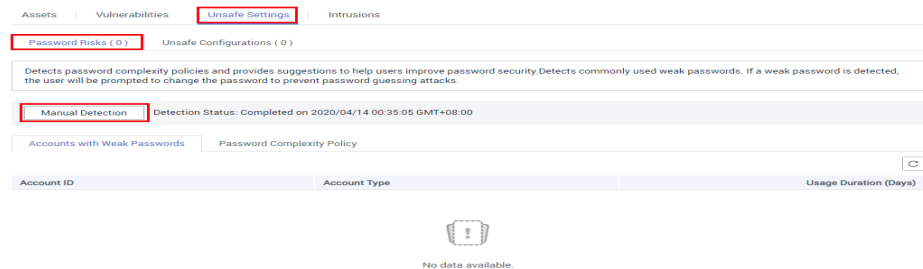 Assets Vulnerabilities Unsafe Settings Intrusions
Password Risks ( 0 ) Unsafe Configurations ( 0 )
Detects password complexity policies and provides suggestions to help users improve password security.Detects commonly used weak passwords. If a weak password is detected,
the user will be prompted to change the password to prevent password guessing attacks.
Manual Detection Detection Status: Completed on 2020/04/14 00:35:05 GMT+08:00
Accounts with Weak Passwords Password Complexity Policy
Account ID Account Type Usage Duration (Days)
No data available.